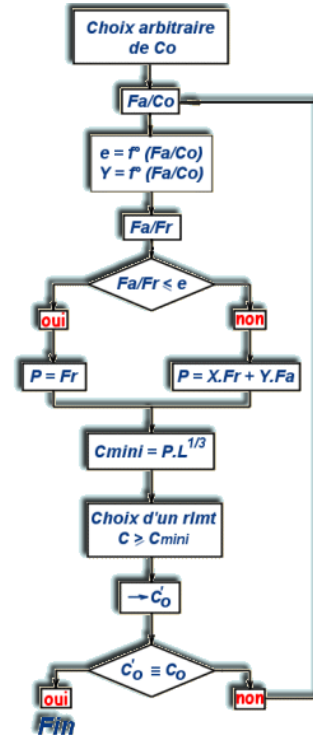 Choix arbitraire
de Co
Fa/Co
e = f° (Fa/Co)
Y = f° (Fa/Co)
Fa/Fr
Fa/Fr ⩽ e
oui
non
P = Fr
P = X.Fr + Y.Fa
Cmini = P.L^1/3
Choix d'un rlmt
C ⩾ Cmini
→ C'o
C'o ≡ Co
oui
non
Fin